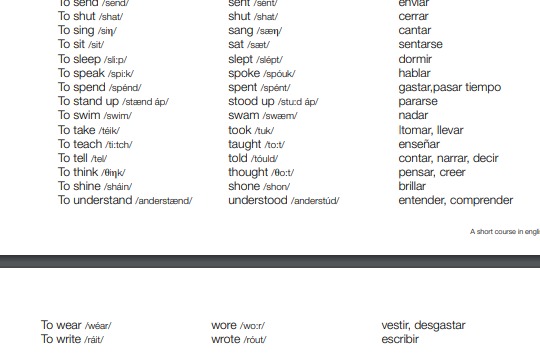 To send /send/ sent /sent/ enviar
To shut /shat/ shut /shat/ cerrar
To sing /siη/ sang /sæη/ cantar
To sit /sit/ sat /sæt/ sentarse
To sleep /sli:p/ slept /slépt/ dormir
To speak /spi:k/ spoke /spóuk/ hablar
To spend /spénd/ spent /spént/ gastar,pasar tiempo
To stand up /stænd áp/ stood up /stu:d áp/ pararse
To swim /swim/ swam /swæm/ nadar
To take /téik/ took /tuk/ ltomar, llevar
To teach /ti:tch/ taught /to:t/ enseñar
To tell /tel/ told /tóuld/ contar, narrar, decir
To think /θiηk/ thought /θo:t/ pensar, creer
To shine /sháin/ shone /shon/ brillar
To understand /anderstænd/ understood /anderstúd/ entender, comprender
A short course in engli
To wear /wéar/ wore /wo:r/ vestir, desgastar
To write /ráit/ wrote /róut/ escribir